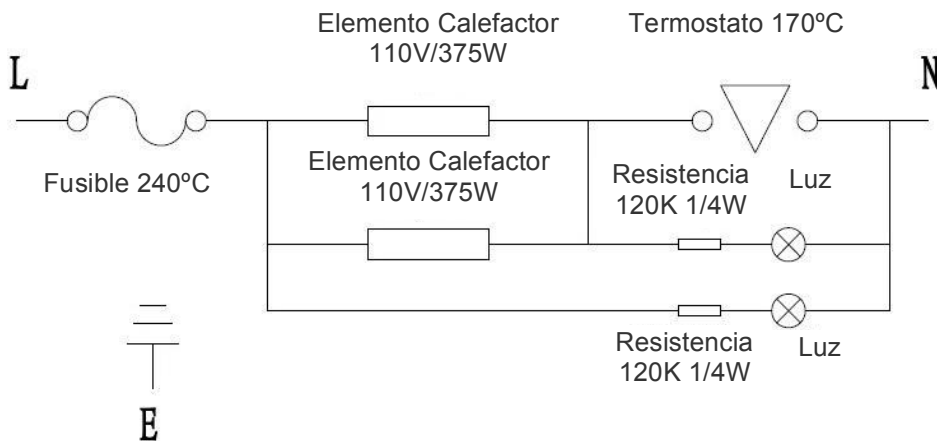 Elemento Calefactor
110V/375W
Termostato 170ºC
L
N
Fusible 240ºC
Elemento Calefactor
110V/375W
Resistencia
120K 1/4W
Luz
Resistencia
120K 1/4W
Luz
E